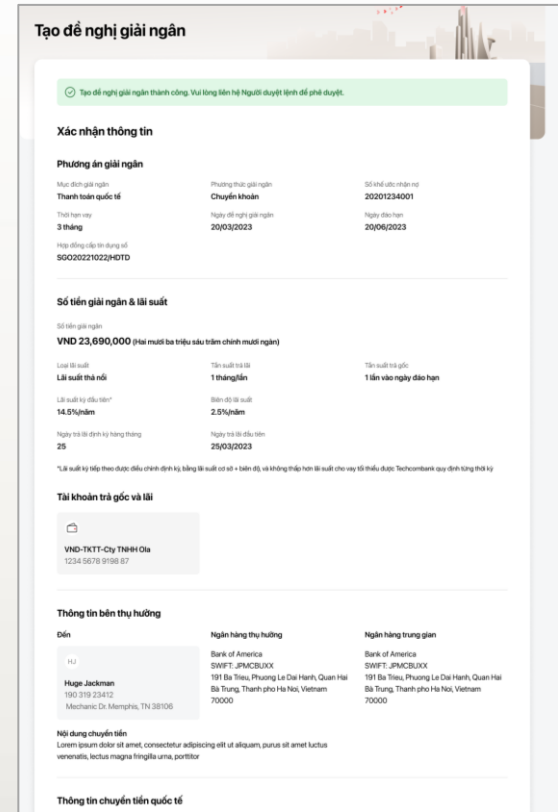 Tạo đề nghị giải ngân
Tạo đề nghị giải ngân thành công. Vui lòng liên hệ Người duyệt lệnh để phê duyệt.
Xác nhận thông tin
Phương án giải ngân
Mục đích giải ngân
Phương thức giải ngân
Số khế ước nhận nợ
Thanh toán quốc tế
Chuyển khoản
20201234001
Thời hạn vay
Ngày đề nghị giải ngân
Ngày đáo hạn
3 tháng
20/03/2023
20/06/2023
Hợp đồng cấp tín dụng số
SGO20221022/HDTD
Số tiền giải ngân & lãi suất
Số tiền giải ngân
VND 23,690,000 (Hai mươi ba triệu sáu trăm chính mươi ngàn)
Loại lãi suất
Tần suất trả lãi
Tần suất trả gốc
Lãi suất thả nổi
1 tháng/lần
1 lần vào ngày đáo hạn
Lãi suất kỳ đầu tiên*
Biên độ lãi suất
14.5%/năm
2.5%/năm
Ngày trả lãi định kỳ hàng tháng
Ngày trả lãi đầu tiên
25
25/03/2023
*Lãi suất kỳ tiếp theo được điều chỉnh định kỳ, bằng lãi suất cơ sở + biên độ, và không thấp hơn lãi suất cho vay tối thiểu được Techcombank quy định từng thời kỳ
Tài khoản trả gốc và lãi
VND-TKTT-Cty TNHH Ola
1234 5678 9198 87
Thông tin bên thụ hưởng
Đến
Ngân hàng thụ hưởng
Ngân hàng trung gian
HJ
Huge Jackman
190 319 23412
Mechanic Dr. Memphis, TN 38106
Bank of America
SWIFT: JPMCBUXX
191 Ba Trieu, Phuong Le Dai Hanh, Quan Hai
Bà Trung, Thanh pho Ha Noi, Vietnam
70000
Bank of America
SWIFT: JPMCBUXX
191 Ba Trieu, Phuong Le Dai Hanh, Quan Hai
Bà Trung, Thanh pho Ha Noi, Vietnam
70000
Nội dung chuyển tiền
Lorem ipsum dolor sit amet, consectetur adipiscing elit ut aliquam, purus sit amet luctus
venenatis, lectus magna fringilla urna, porttitor
Thông tin chuyển tiền quốc tế